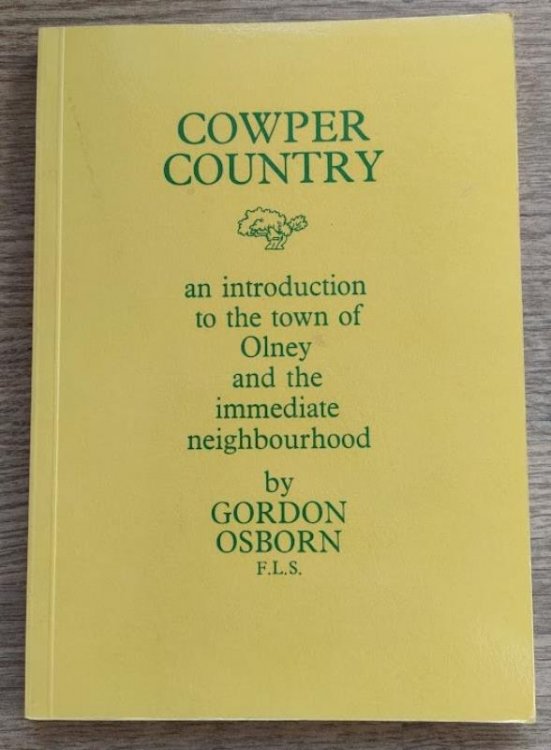 COWPER
COUNTRY
an introduction
to the town of
Olney
and the
immediate
neighbourhood
by
GORDON
OSBORN
F.L.S.